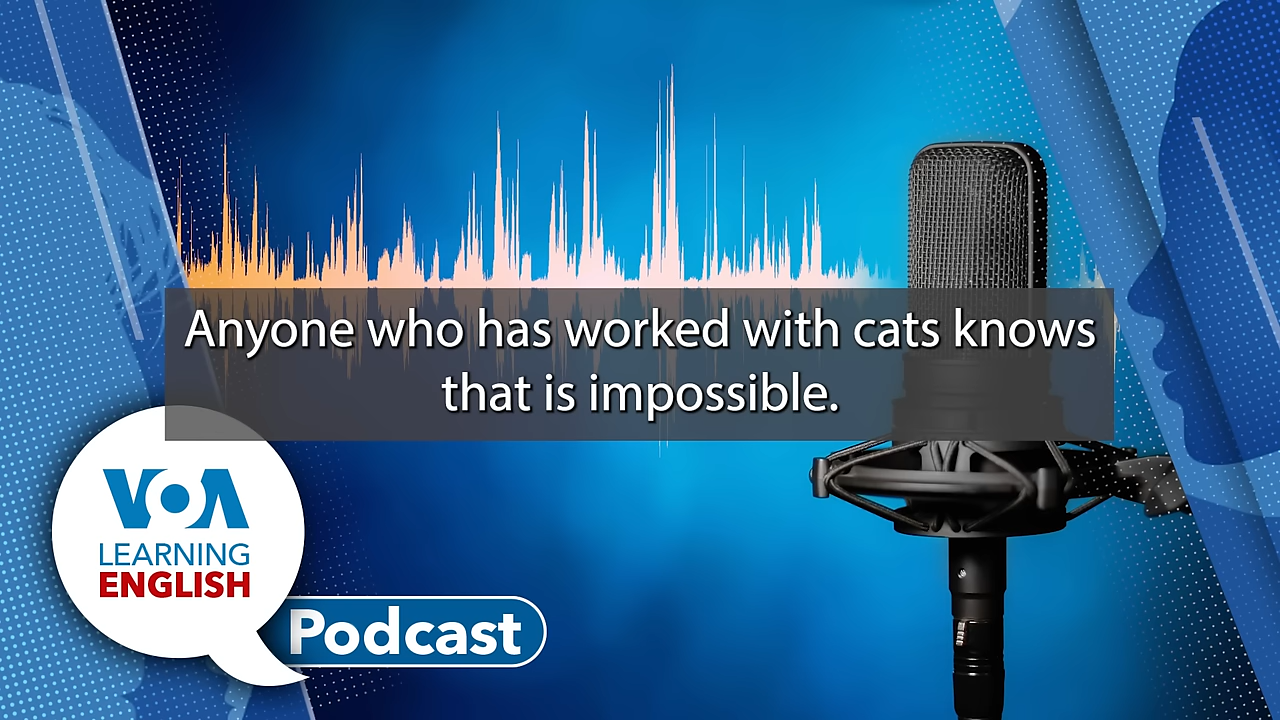 Anyone who has worked with cats knows
that is impossible.
VOA
LEARNING
ENGLISH
Podcast